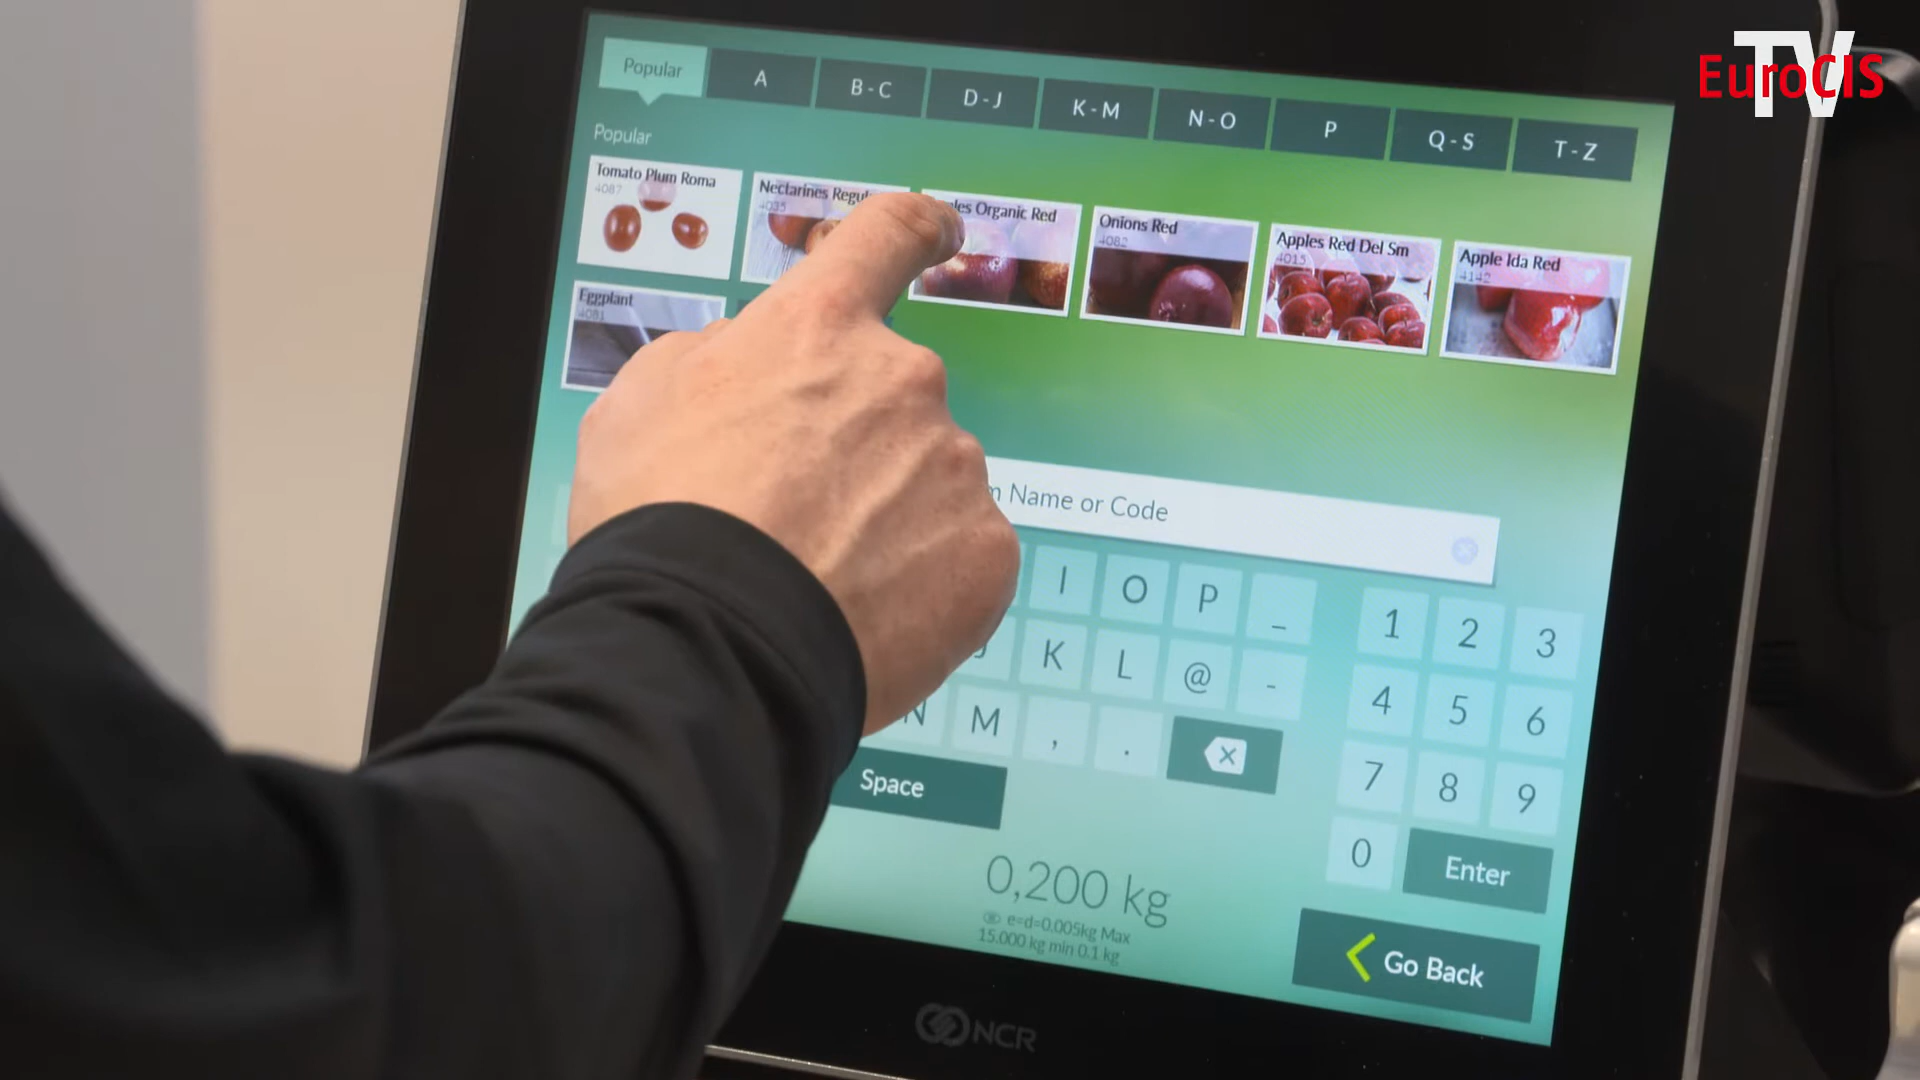 TV
EuroCIS
Popular
A
B - C
D - J
K - M
N - O
P
Q - S
T - Z
Popular
Tomato Plum Roma
4087
Nectarines Regul
4035
les Organic Red
Onions Red
4082
Apples Red Del Sm
4015
Apple Ida Red
4142
Eggplant
4081
m Name or Code
I O P _ 1 2 3
J K L @ - 4 5 6
N M , . 7 8 9
Space 0 Enter
0,200 kg
e=d=0.005kg Max
15.000 kg min 0.1 kg
Go Back
NCR